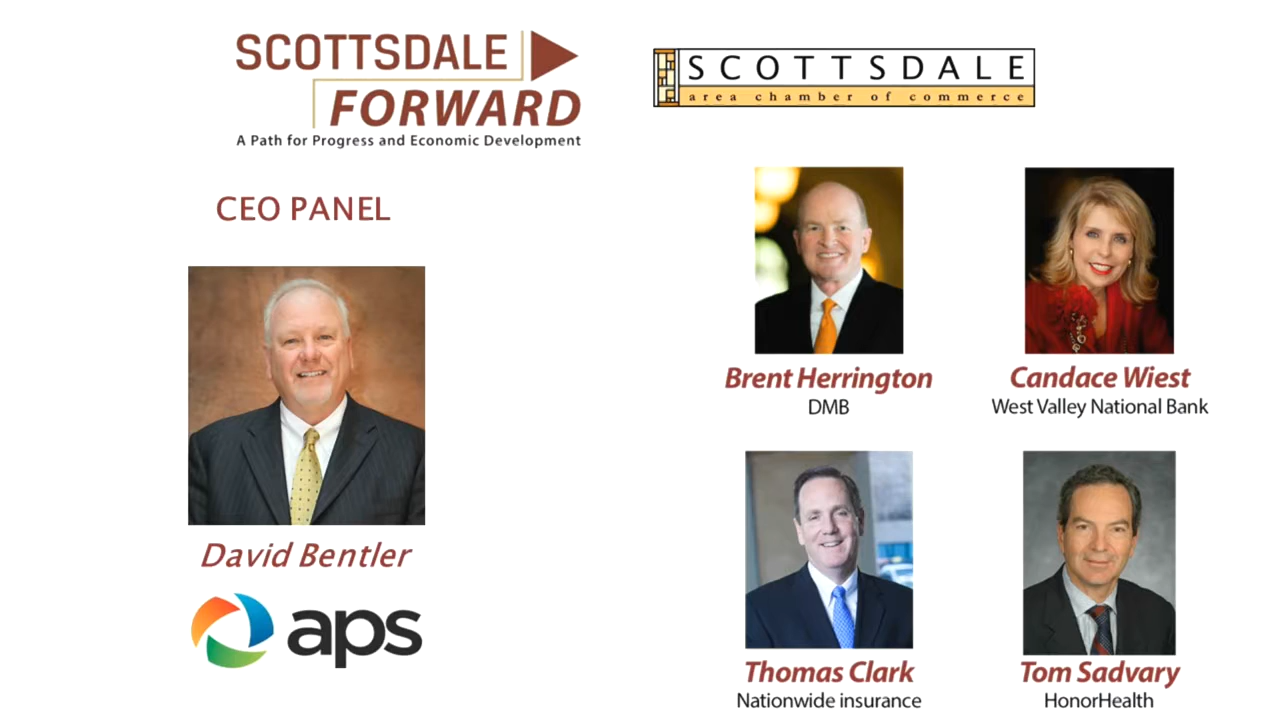 SCOTTSDALE
FORWARD
A Path for Progress and Economic Development
SCOTTSDALE
area chamber of commerce
CEO PANEL
David Bentler
aps
Brent Herrington
DMB
Candace Wiest
West Valley National Bank
Thomas Clark
Nationwide insurance
Tom Sadvary
HonorHealth